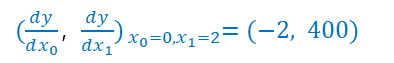 (dy/dx₀, dy/dx₁) x₀=0,x₁=2 = (−2, 400)